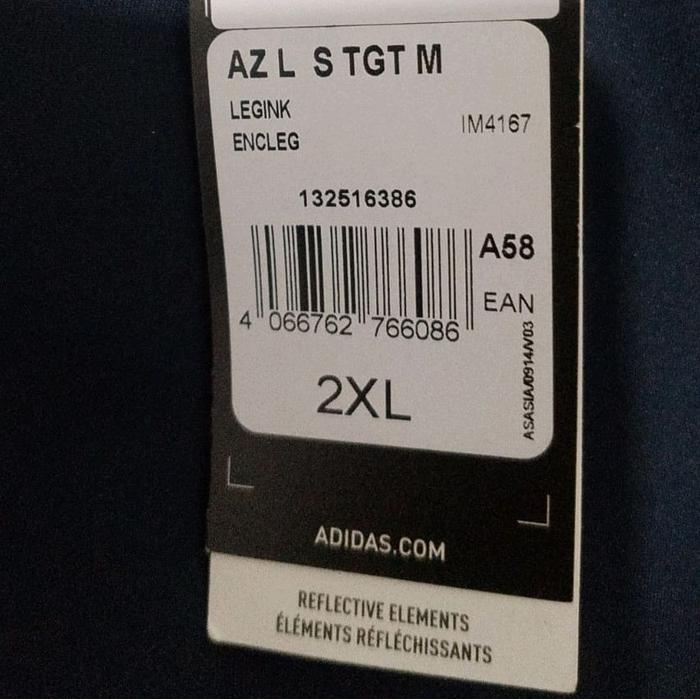 AZ L S TGT M
LEGINK
ENCLEG
IM4167
132516386
A58
EAN
4 066762 766086
ASASIA/0914/V03
2XL
ADIDAS.COM
REFLECTIVE ELEMENTS
ÉLÉMENTS RÉFLÉCHISSANTS